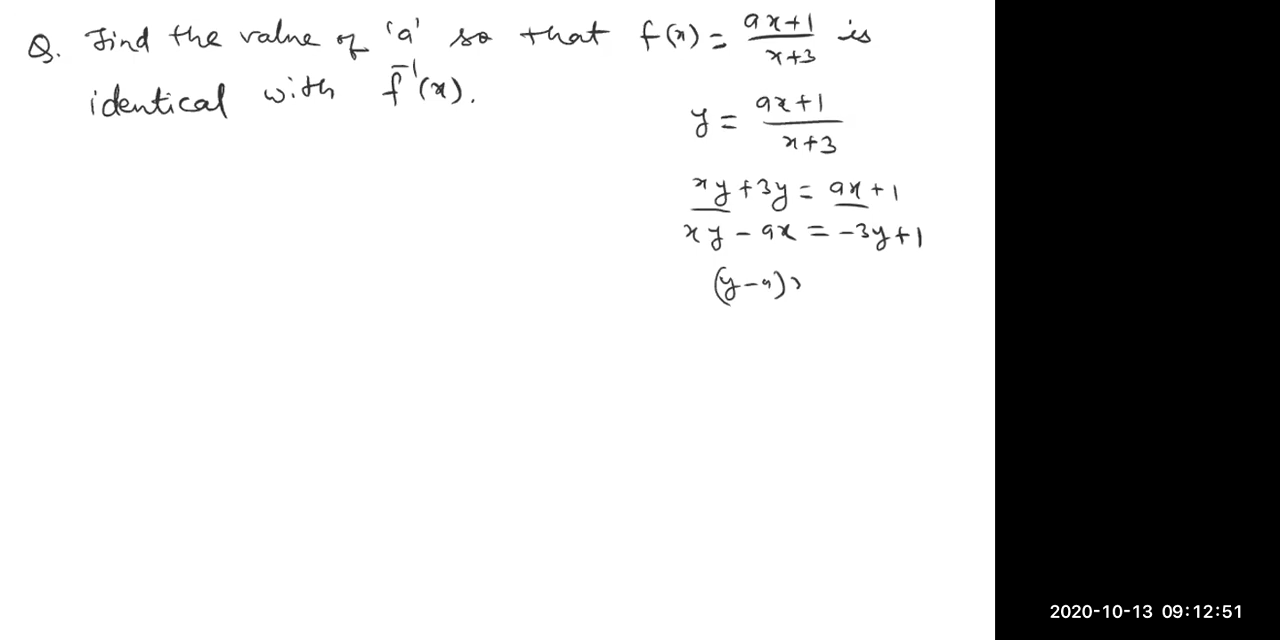 Q. Find the value of 'a' so that f(x) = (ax+1)/(x+3) is
identical with f⁻¹(x).
y = (ax+1)/(x+3)
xy + 3y = ax + 1
xy - ax = -3y + 1
(y-a)
2020-10-13 09:12:51